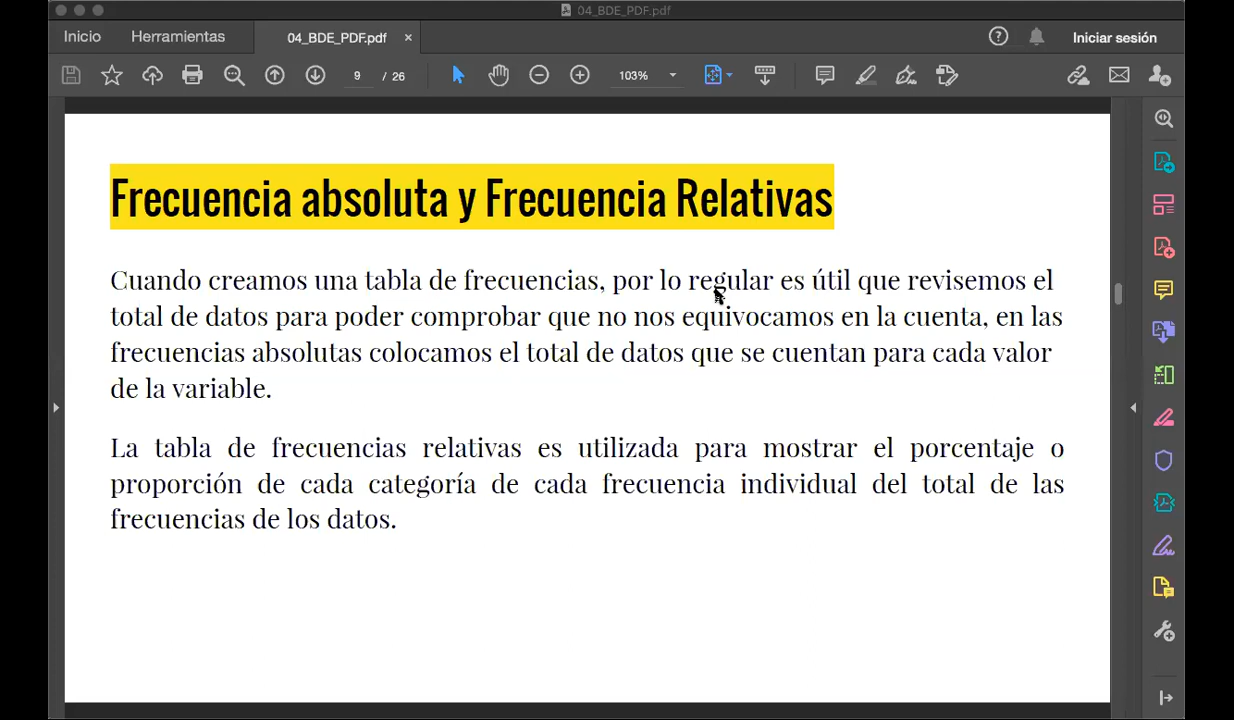 04_BDE_PDF.pdf
Inicio Herramientas 04_BDE_PDF.pdf × Iniciar sesión
9 / 26 103%
Frecuencia absoluta y Frecuencia Relativas
Cuando creamos una tabla de frecuencias, por lo regular es útil que revisemos el
total de datos para poder comprobar que no nos equivocamos en la cuenta, en las
frecuencias absolutas colocamos el total de datos que se cuentan para cada valor
de la variable.
La tabla de frecuencias relativas es utilizada para mostrar el porcentaje o
proporción de cada categoría de cada frecuencia individual del total de las
frecuencias de los datos.